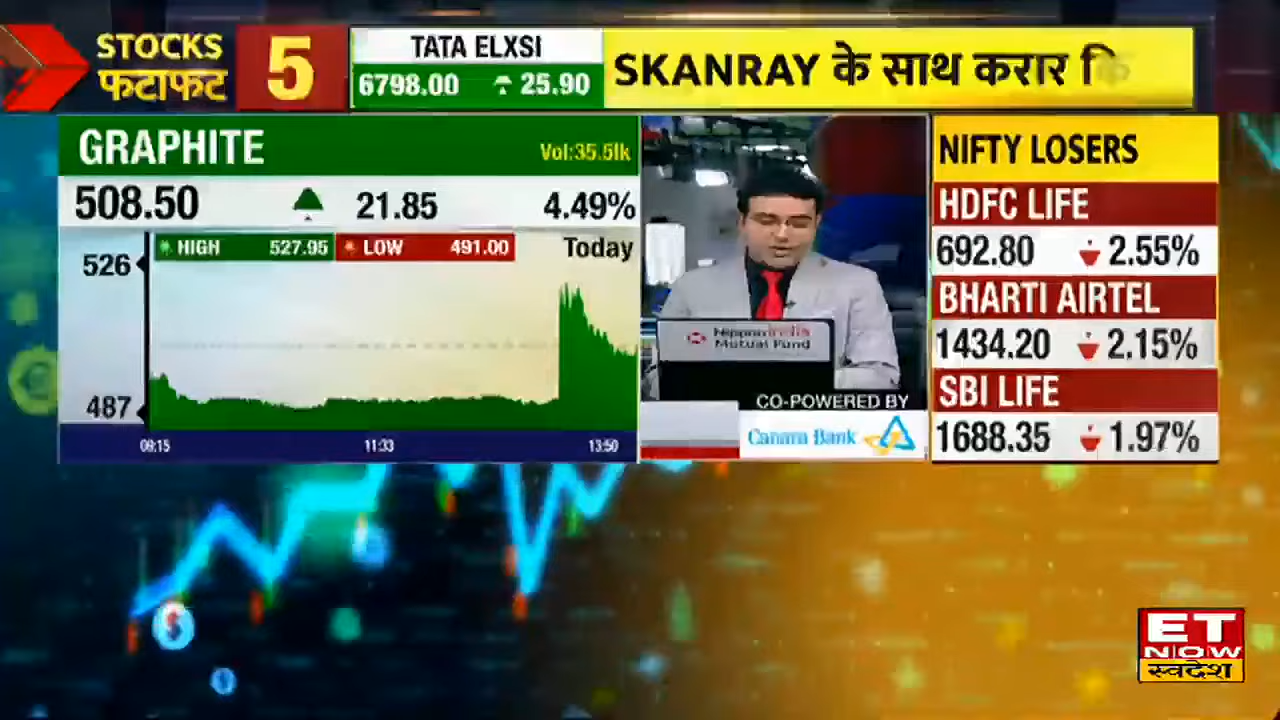 STOCKS
फटाफट
5
TATA ELXSI
6798.00 25.90
SKANRAY के साथ करार
GRAPHITE
Vol:35.5lk
508.50 21.85 4.49%
HIGH 527.95 LOW 491.00 Today
526
487
09:15 11:33 13:50
Nippon India
Mutual Fund
CO-POWERED BY
Canara Bank
NIFTY LOSERS
HDFC LIFE
692.80 2.55%
BHARTI AIRTEL
1434.20 2.15%
SBI LIFE
1688.35 1.97%
ET
NOW
स्वदेश